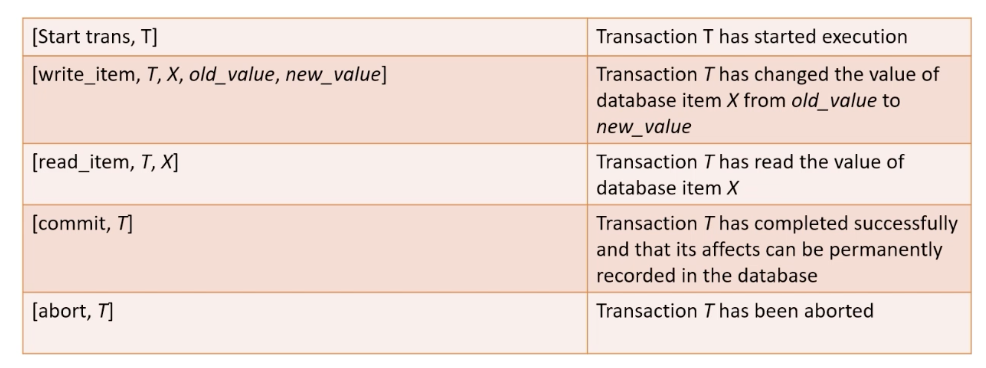 [Start trans, T]
Transaction T has started execution
[write_item, T, X, old_value, new_value]
Transaction T has changed the value of
database item X from old_value to
new_value
[read_item, T, X]
Transaction T has read the value of
database item X
[commit, T]
Transaction T has completed successfully
and that its affects can be permanently
recorded in the database
[abort, T]
Transaction T has been aborted